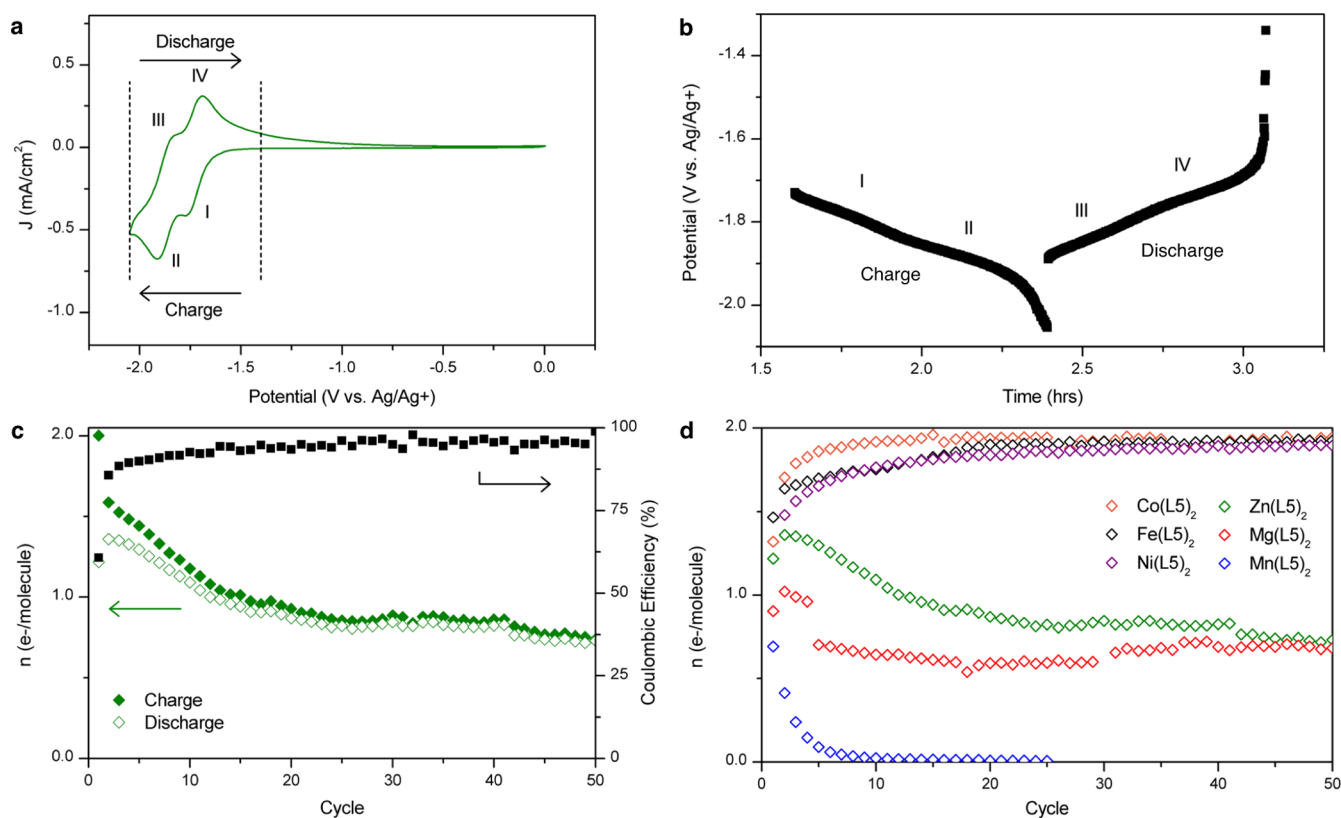 a
Discharge
IV
III
I
II
Charge
0.5
0.0
-0.5
-1.0
J (mA/cm²)
-2.0 -1.5 -1.0 -0.5 0.0
Potential (V vs. Ag/Ag+)
b
I
II
III
IV
Charge
Discharge
-1.4
-1.6
-1.8
-2.0
Potential (V vs. Ag/Ag+)
1.5 2.0 2.5 3.0
Time (hrs)
c
2.0
1.0
0.0
n (e-/molecule)
Charge
Discharge
100
75
50
25
0
Coulombic Efficiency (%)
0 10 20 30 40 50
Cycle
d
2.0
1.0
0.0
n (e-/molecule)
Co(L5)₂ Zn(L5)₂
Fe(L5)₂ Mg(L5)₂
Ni(L5)₂ Mn(L5)₂
0 10 20 30 40 50
Cycle